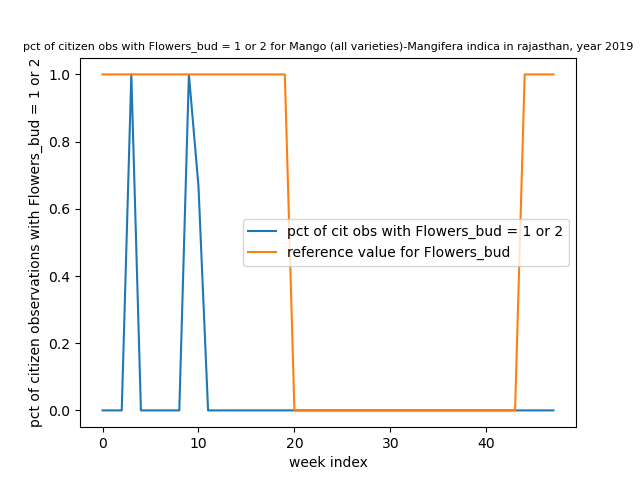 pct of citizen obs with Flowers_bud = 1 or 2 for Mango (all varieties)-Mangifera indica in rajasthan, year 2019
pct of citizen observations with Flowers_bud = 1 or 2
1.0
0.8
0.6
0.4
0.2
0.0
pct of cit obs with Flowers_bud = 1 or 2
reference value for Flowers_bud
0
10
20
30
40
week index